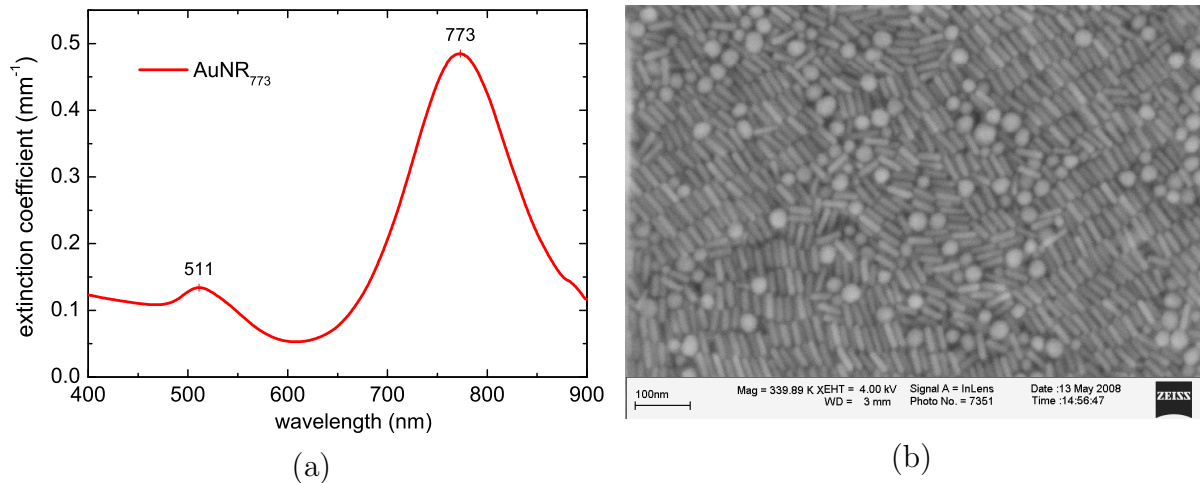 0.5
0.4
0.3
0.2
0.1
0.0
400 500 600 700 800 900
extinction coefficient (mm⁻¹)
wavelength (nm)
AuNR₇₇₃
511
773
(a)
100nm
Mag = 339.89 K X EHT = 4.00 kV Signal A = InLens Date :13 May 2008
WD = 3 mm Photo No. = 7351 Time :14:56:47
ZEISS
(b)